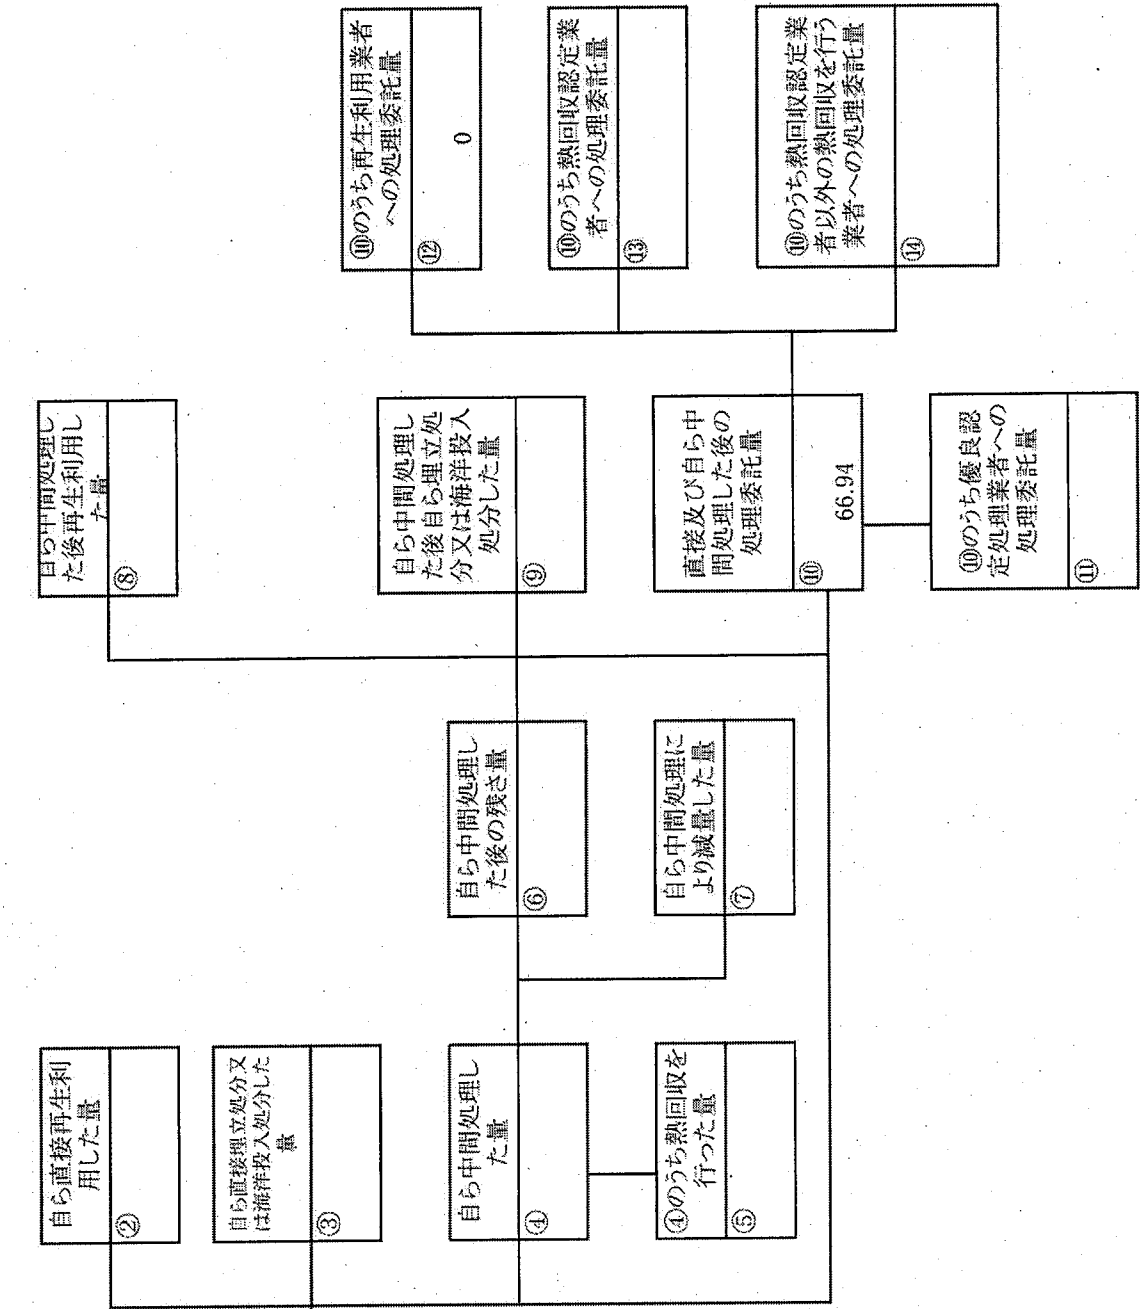 自ら直接再生利
用した量
②
自ら直接埋立処分又
は海洋投入処分した
量
③
自ら中間処理し
た量
④
④のうち熱回収を
行った量
⑤
自ら中間処理し
た後の残さ量
⑥
自ら中間処理に
より減量した量
⑦
自ら中間処理し
た後再生利用し
た量
⑧
自ら中間処理し
た後自ら埋立処
分又は海洋投入
処分した量
⑨
直接及び自ら中
間処理した後の
処理委託量
⑩
66.94
⑩のうち優良認
定処理業者への
処理委託量
⑪
⑩のうち再生利用業者
への処理委託量
⑫
0
⑩のうち熱回収認定業
者への処理委託量
⑬
⑩のうち熱回収認定業
者以外の熱回収を行う
業者への処理委託量
⑭